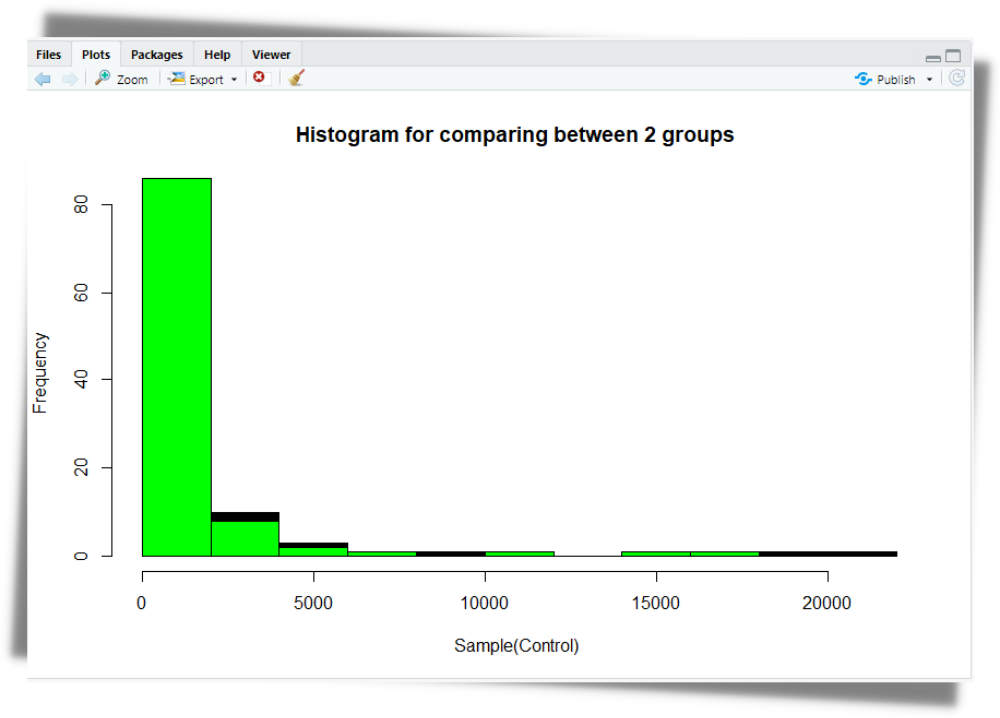 Files Plots Packages Help Viewer
Zoom Export Publish
Histogram for comparing between 2 groups
Frequency
80
60
40
20
0
0 5000 10000 15000 20000
Sample(Control)